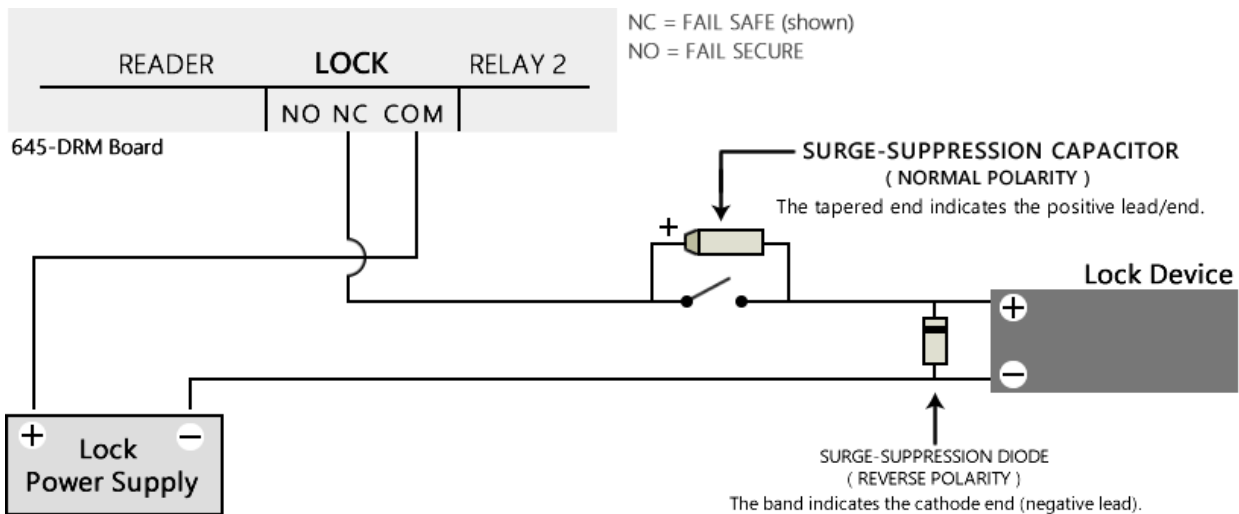 NC = FAIL SAFE (shown)
NO = FAIL SECURE
READER LOCK RELAY 2
NO NC COM
645-DRM Board
SURGE-SUPPRESSION CAPACITOR
( NORMAL POLARITY )
The tapered end indicates the positive lead/end.
+
Lock Device
+
−
+ −
Lock
Power Supply
SURGE-SUPPRESSION DIODE
( REVERSE POLARITY )
The band indicates the cathode end (negative lead).